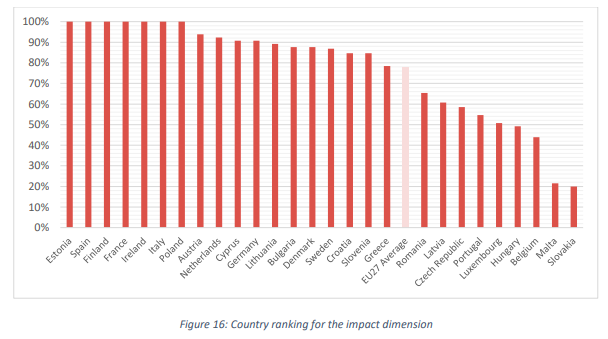 100%
90%
80%
70%
60%
50%
40%
30%
20%
10%
0%
Estonia
Spain
Finland
France
Ireland
Italy
Poland
Austria
Netherlands
Cyprus
Germany
Lithuania
Bulgaria
Denmark
Sweden
Croatia
Slovenia
Greece
EU27 Average
Romania
Latvia
Czech Republic
Portugal
Luxembourg
Hungary
Belgium
Malta
Slovakia
Figure 16: Country ranking for the impact dimension